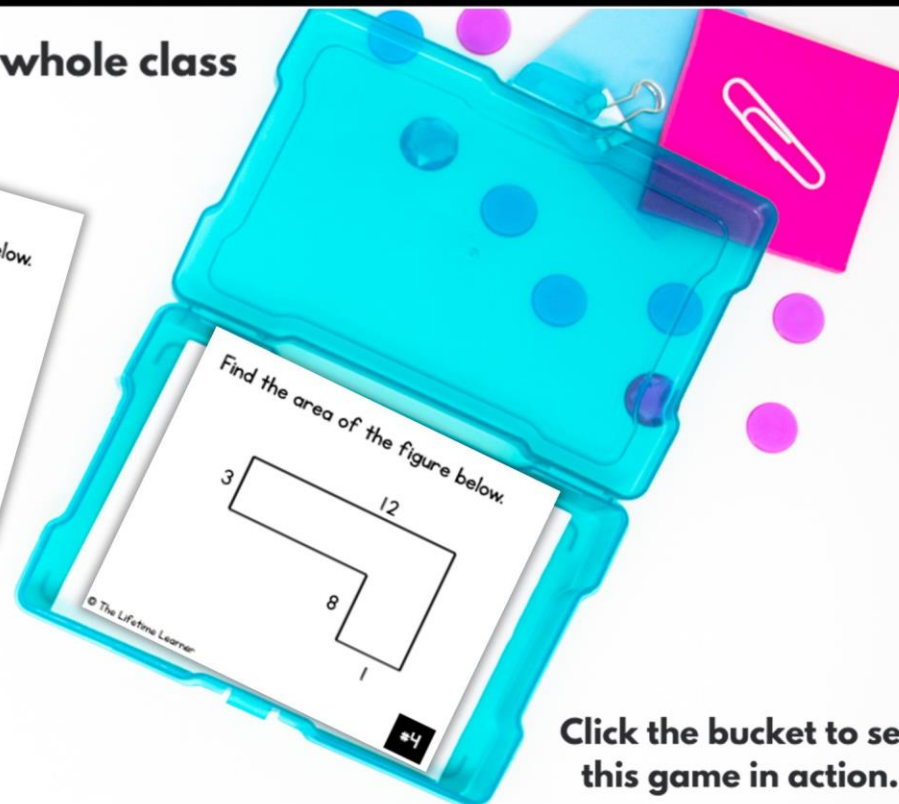 whole class
elow.
Find the area of the figure below.
3
12
8
1
© The Lifetime Learner
#4
Click the bucket to se
this game in action.